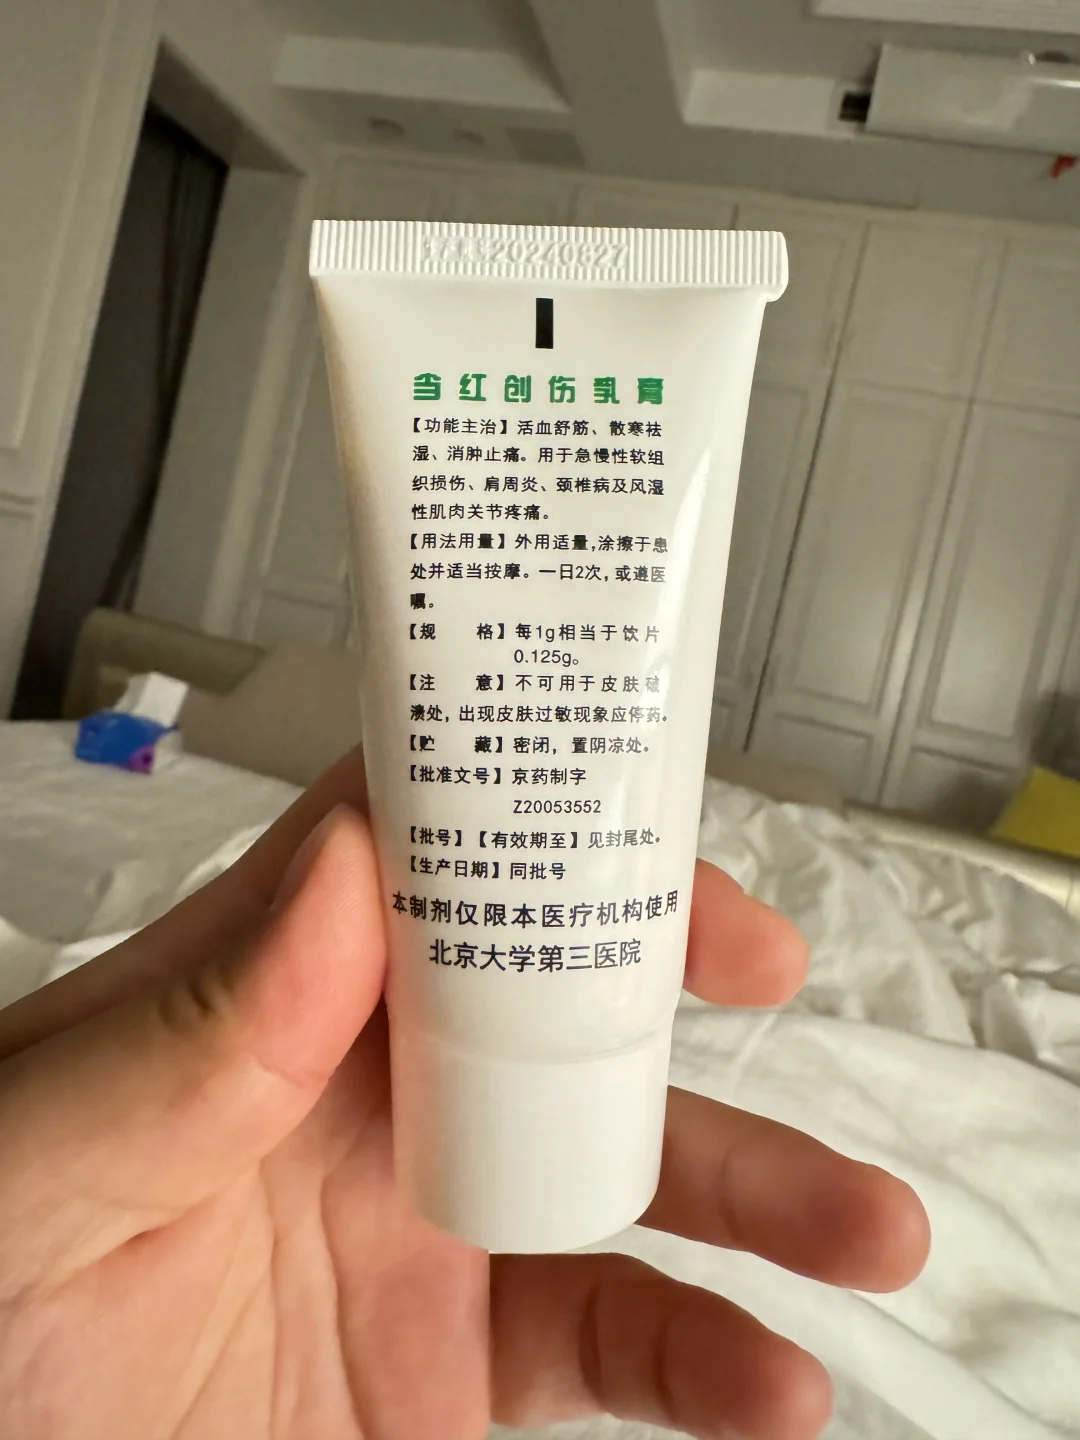 20240827
当红创伤乳膏
【功能主治】活血舒筋、散寒祛
湿、消肿止痛。用于急慢性软组
织损伤、肩周炎、颈椎病及风湿
性肌肉关节疼痛。
【用法用量】外用适量,涂擦于患
处并适当按摩。一日2次,或遵医
嘱。
【规 格】每1g相当于饮片
0.125g。
【注 意】不可用于皮肤破
溃处,出现皮肤过敏现象应停药。
【贮 藏】密闭，置阴凉处。
【批准文号】京药制字
Z20053552
【批号】【有效期至】见封尾处。
【生产日期】同批号
本制剂仅限本医疗机构使用
北京大学第三医院